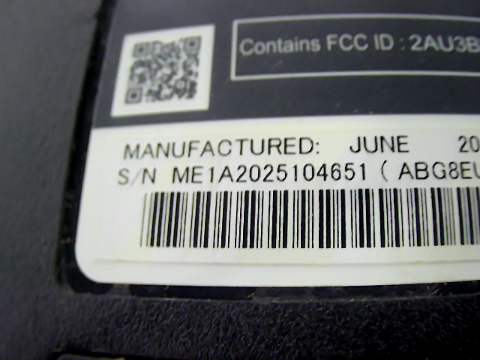 Contains FCC ID : 2AU3B
MANUFACTURED: JUNE 20
S/N ME1A2025104651 ( ABG8EU